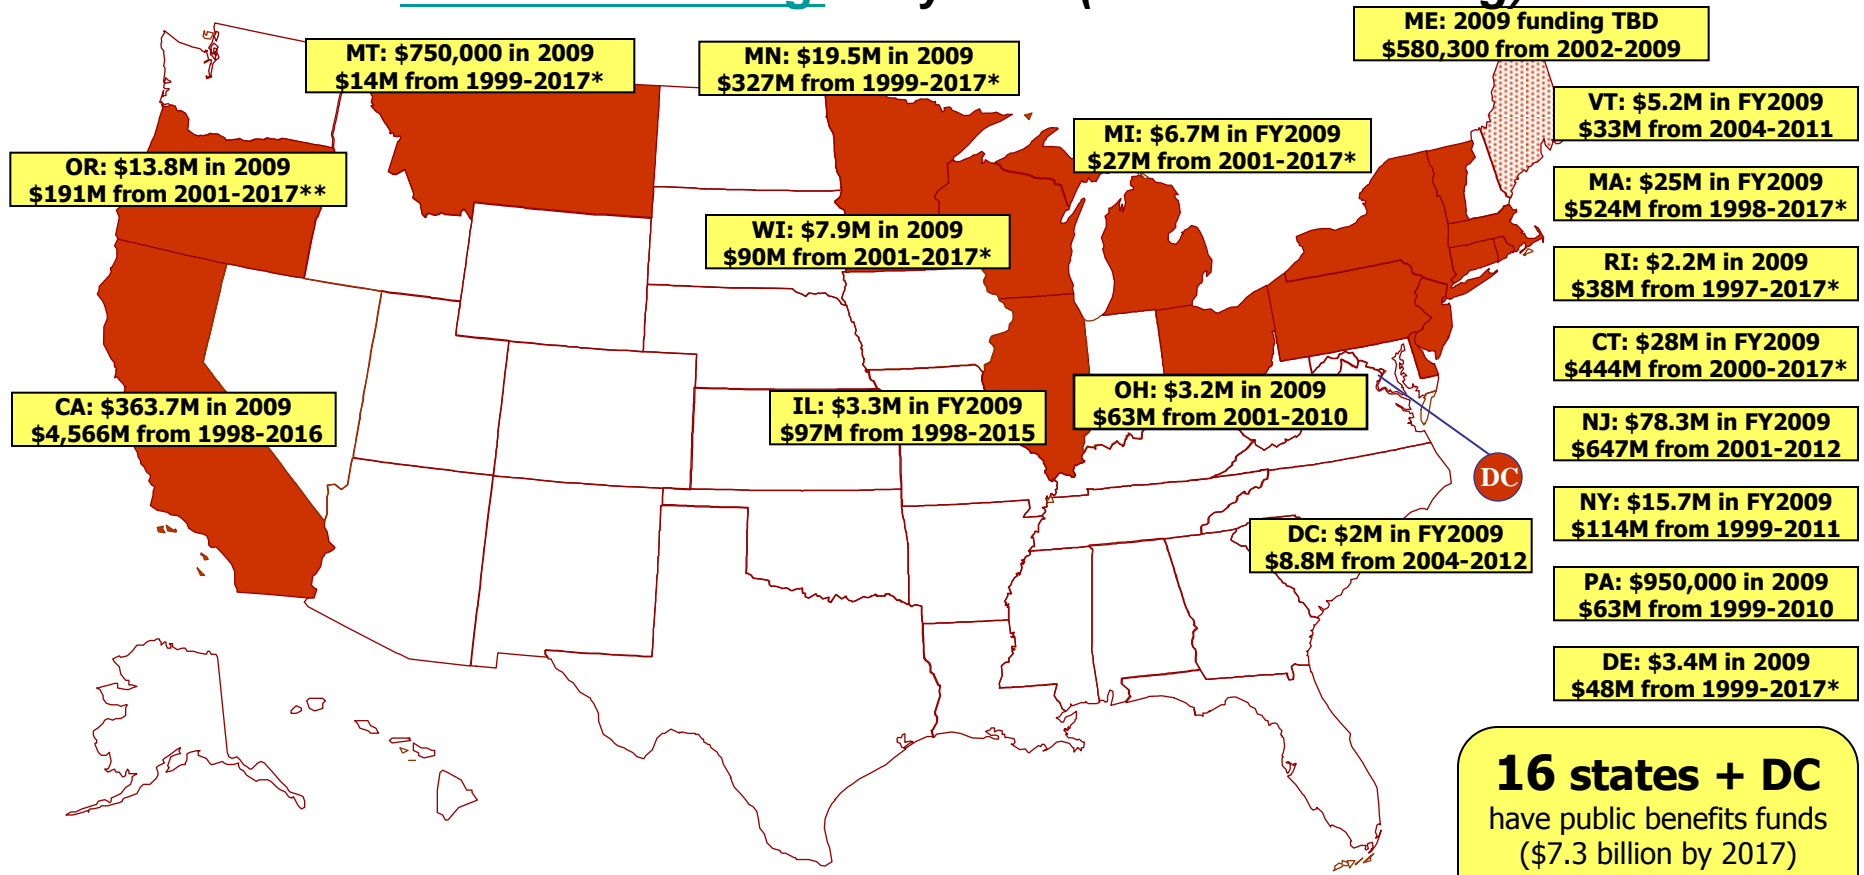 ME: 2009 funding TBD
$580,300 from 2002-2009
MT: $750,000 in 2009
$14M from 1999-2017*
MN: $19.5M in 2009
$327M from 1999-2017*
VT: $5.2M in FY2009
$33M from 2004-2011
MI: $6.7M in FY2009
$27M from 2001-2017*
OR: $13.8M in 2009
$191M from 2001-2017**
MA: $25M in FY2009
$524M from 1998-2017*
WI: $7.9M in 2009
$90M from 2001-2017*
RI: $2.2M in 2009
$38M from 1997-2017*
CT: $28M in FY2009
$444M from 2000-2017*
OH: $3.2M in 2009
$63M from 2001-2010
CA: $363.7M in 2009
$4,566M from 1998-2016
IL: $3.3M in FY2009
$97M from 1998-2015
NJ: $78.3M in FY2009
$647M from 2001-2012
DC
NY: $15.7M in FY2009
$114M from 1999-2011
DC: $2M in FY2009
$8.8M from 2004-2012
PA: $950,000 in 2009
$63M from 1999-2010
DE: $3.4M in 2009
$48M from 1999-2017*
16 states + DC
have public benefits funds
($7.3 billion by 2017)